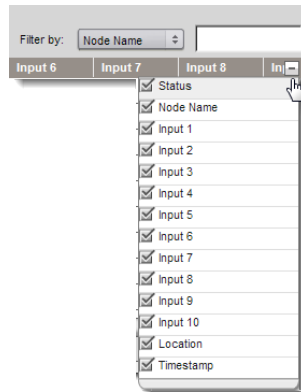 Filter by: Node Name
Input 6 Input 7 Input 8 Inp
Status
Node Name
Input 1
Input 2
Input 3
Input 4
Input 5
Input 6
Input 7
Input 8
Input 9
Input 10
Location
Timestamp